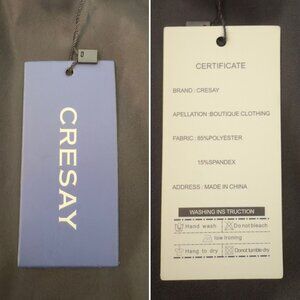 CRESAY
CERTIFICATE
BRAND : CRESAY
APELLATION :BOUTIQUE CLOTHING
FABRIC : 85%POLYESTER
15%SPANDEX
ADDRESS : MADE IN CHINA
WASHING INS TRUCTION
Hand wash Do not bleach
low ironing
Hang to dry Donot tumble dry